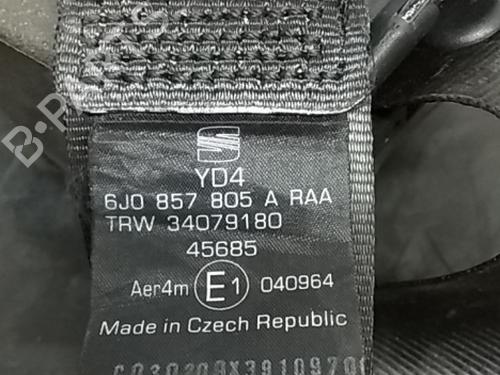 YD4
6J0 857 805 A RAA
TRW 34079180
45685
Aer4m E1 040964
Made in Czech Republic